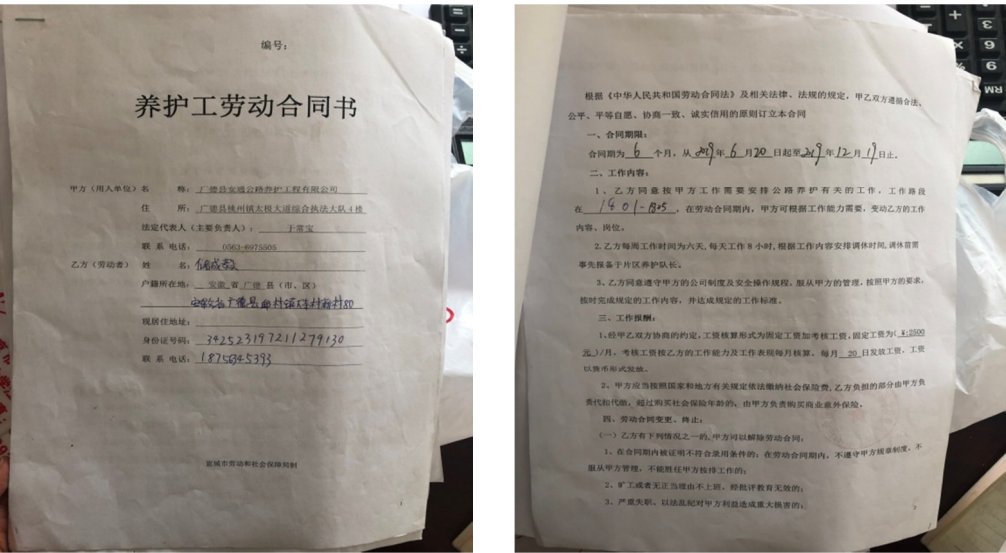 编号：
养护工劳动合同书
甲方（用人单位）名 称： 广德县安通公路养护工程有限公司
住 所： 广德县桃州镇太极大道综合执法大队4楼
法定代表人（主要负责人）： 于常宝
联 系 电话： 0563-6975505
乙方（劳动者） 姓 名：
户籍所在地： 安徽 省 广德 县（市、区）
现居住地址：
身份证号码： 342523197211279130
联 系 电话： 18756345393
盐城市劳动和社会保障局制
根据《中华人民共和国劳动合同法》及相关法律、法规的规定，甲乙双方遵循合法、
公平、平等自愿、协商一致、诚实信用的原则订立本合同
一、合同期限：
合同期为 6 个月，从 2019 年 6 月 20 日起至 2019 年 12 月 19 日止。
二、工作内容：
1、乙方同意按甲方工作需要安排公路养护有关的工作，工作路段
在 ，在劳动合同期内，甲方可根据工作能力需要，变动乙方的工作
内容、岗位。
2.乙方每周工作时间为六天，每天工作 8 小时，根据工作内容安排调休时间，调休前需
事先报备于片区养护队长。
3、乙方同意遵守甲方的公司制度及安全操作规程，服从甲方的管理，按照甲方的要求，
按时完成规定的工作内容，并达成规定的工作标准。
三、工作报酬：
1.经甲乙双方协商的约定，工资核算形式为固定工资加考核工资，固定工资为（ ¥:2500
元 ）/月，考核工资按乙方的工作能力及工作表现每月核算，每月 20 日发放工资，工资
以货币形式发放。
2、甲方应当按照国家和地方有关规定依法缴纳社会保险费，乙方负担的部分由甲方负
责代扣代缴。超过购买社会保险年龄的，由甲方负责购买商业意外保险。
四、劳动合同变更、终止：
（一）乙方有下列情况之一的，甲方可以解除劳动合同：
1、在合同期内被证明不符合录用条件的；在劳动合同期内，不遵守甲方规章制度，不
服从甲方管理，不能胜任甲方按排工作的；
2、旷工或者无正当理由不上班，经批评教育无效的；
3、严重失职、以法乱纪对甲方利益造成重大损害的；